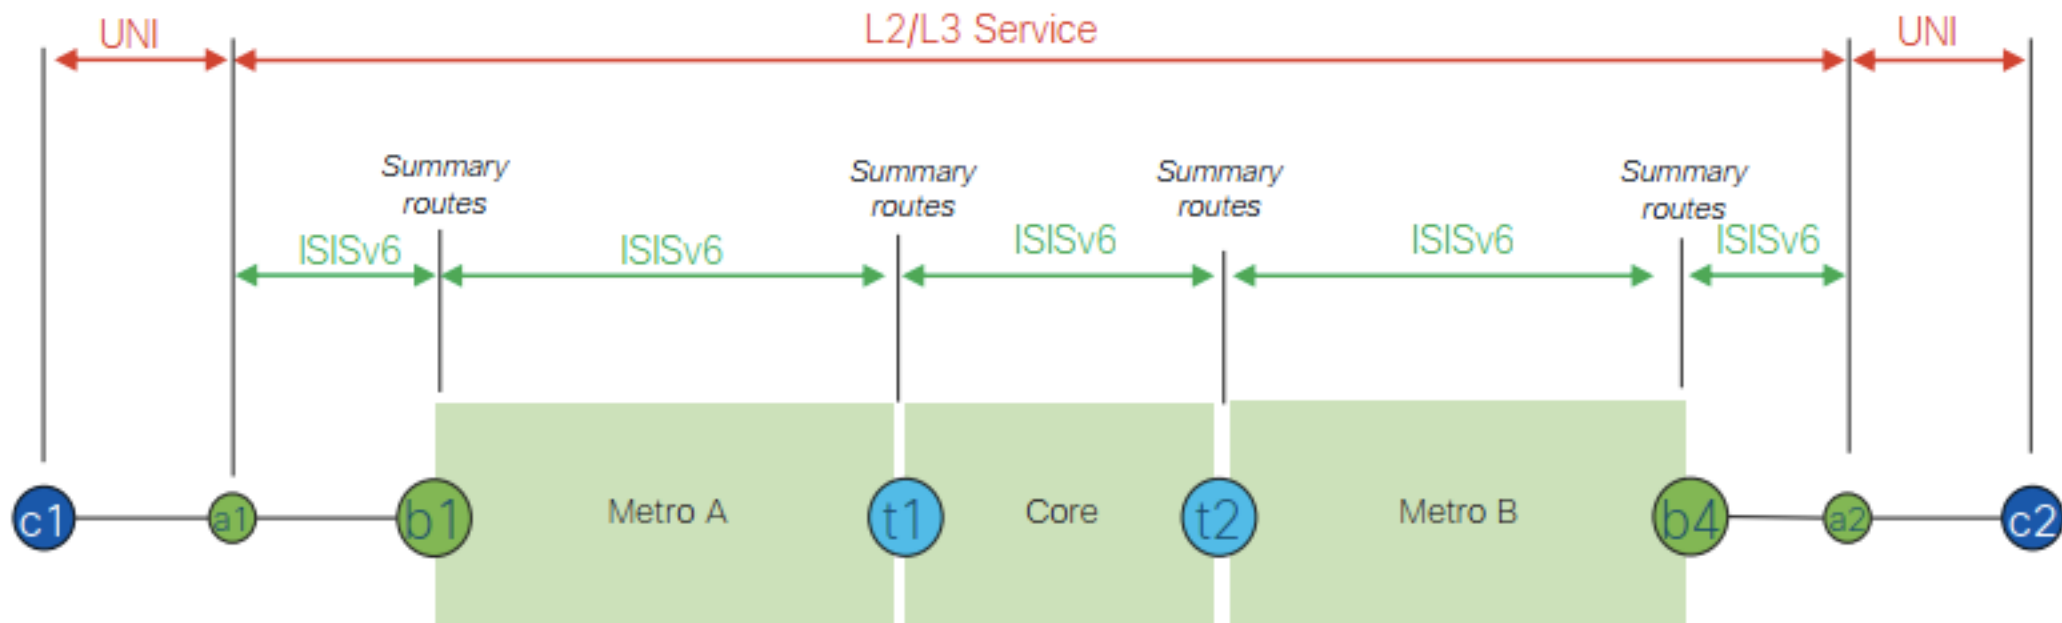 UNI
L2/L3 Service
UNI
Summary
routes
Summary
routes
Summary
routes
Summary
routes
ISISv6
ISISv6
ISISv6
ISISv6
ISISv6
c1
a1
b1
Metro A
t1
Core
t2
Metro B
b4
a2
c2